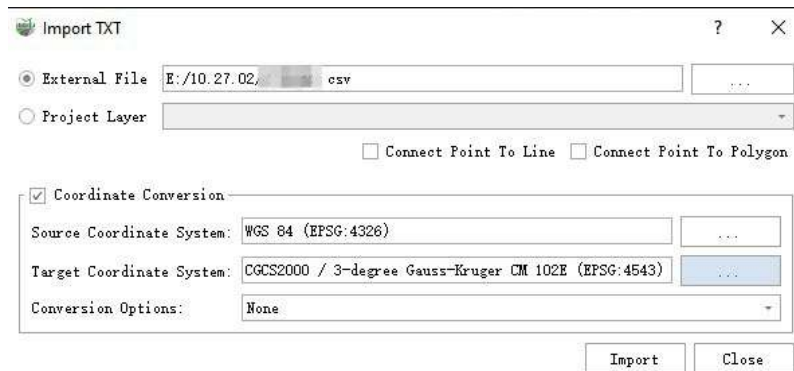 Import TXT ? ×
External File E:/10.27.02/ csv ...
Project Layer
Connect Point To Line Connect Point To Polygon
Coordinate Conversion
Source Coordinate System: WGS 84 (EPSG:4326) ...
Target Coordinate System: CGCS2000 / 3-degree Gauss-Kruger CM 102E (EPSG:4543) ...
Conversion Options: None
Import Close